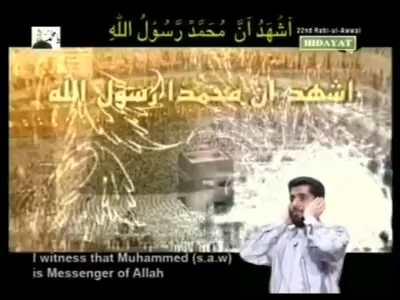 اَشْهَدُ اَنَّ مُحَمَّدً رَّسُوْلُ اللّٰهِ
22nd Rabi-ul-Awwal
HIDAYAT
اشهد ان محمدا رسول الله
I witness that Muhammed (s.a.w)
is Messenger of Allah